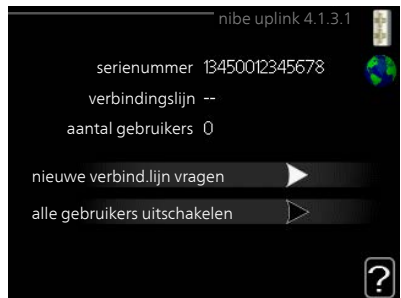 nibe uplink 4.1.3.1
serienummer 13450012345678
verbindingslijn --
aantal gebruikers 0
nieuwe verbind.lijn vragen
alle gebruikers uitschakelen
?